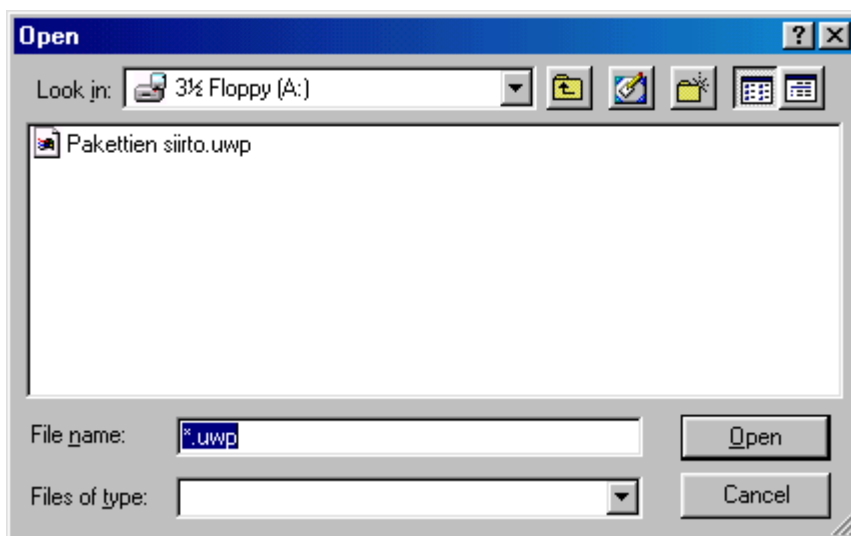 Open
Look in: 3½ Floppy (A:)
Pakettien siirto.uwp
File name: *.uwp Open
Files of type: Cancel